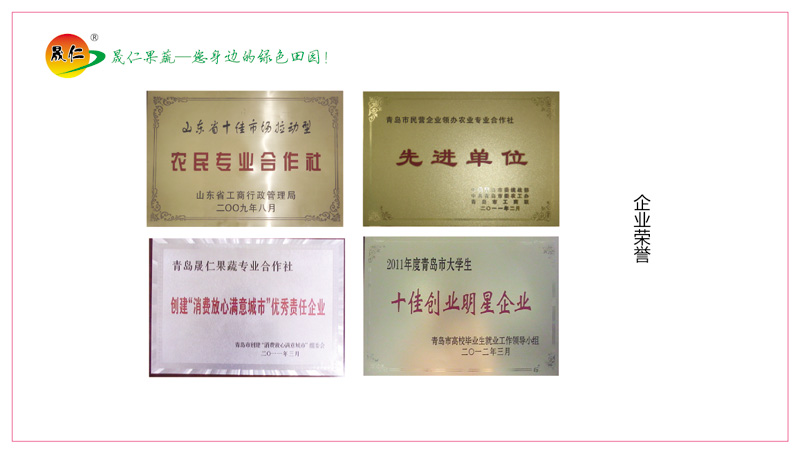 晟仁
®
晟仁果蔬—您身边的绿色田园！
山东省十佳市场拉动型
农民专业合作社
山东省工商行政管理局
二〇〇九年八月
青岛市民营企业领办农业专业合作社
先进单位
二〇一一年二月
青岛晟仁果蔬专业合作社
创建“消费放心满意城市”优秀责任企业
二〇一一年三月
2011年度青岛市大学生
十佳创业明星企业
青岛市高校毕业生就业工作领导小组
二〇一二年三月
企业荣誉